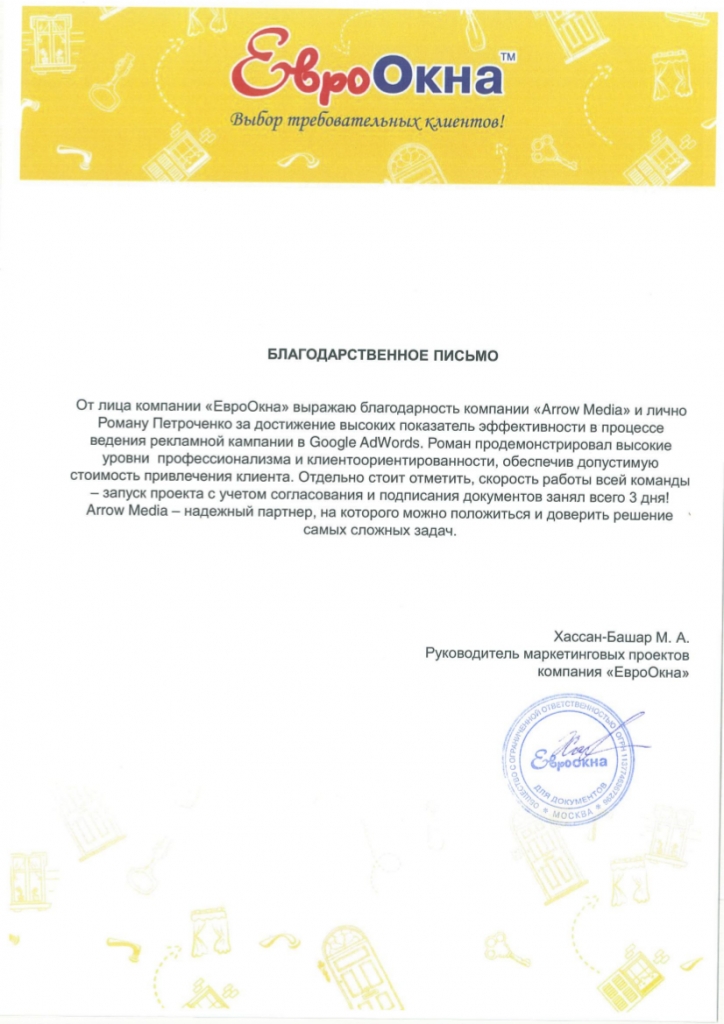 ЕвроОкна™
Выбор требовательных клиентов!
БЛАГОДАРСТВЕННОЕ ПИСЬМО
От лица компании «ЕвроОкна» выражаю благодарность компании «Arrow Media» и лично
Роману Петроченко за достижение высоких показатель эффективности в процессе
ведения рекламной кампании в Google AdWords. Роман продемонстрировал высокие
уровни профессионализма и клиентоориентированности, обеспечив допустимую
стоимость привлечения клиента. Отдельно стоит отметить, скорость работы всей команды
– запуск проекта с учетом согласования и подписания документов занял всего 3 дня!
Arrow Media – надежный партнер, на которого можно положиться и доверить решение
самых сложных задач.
Хассан-Башар М. А.
Руководитель маркетинговых проектов
компания «ЕвроОкна»
ОБЩЕСТВО С ОГРАНИЧЕННОЙ ОТВЕТСТВЕННОСТЬЮ
ОГРН
ЕвроОкна
ДЛЯ ДОКУМЕНТОВ
* МОСКВА *